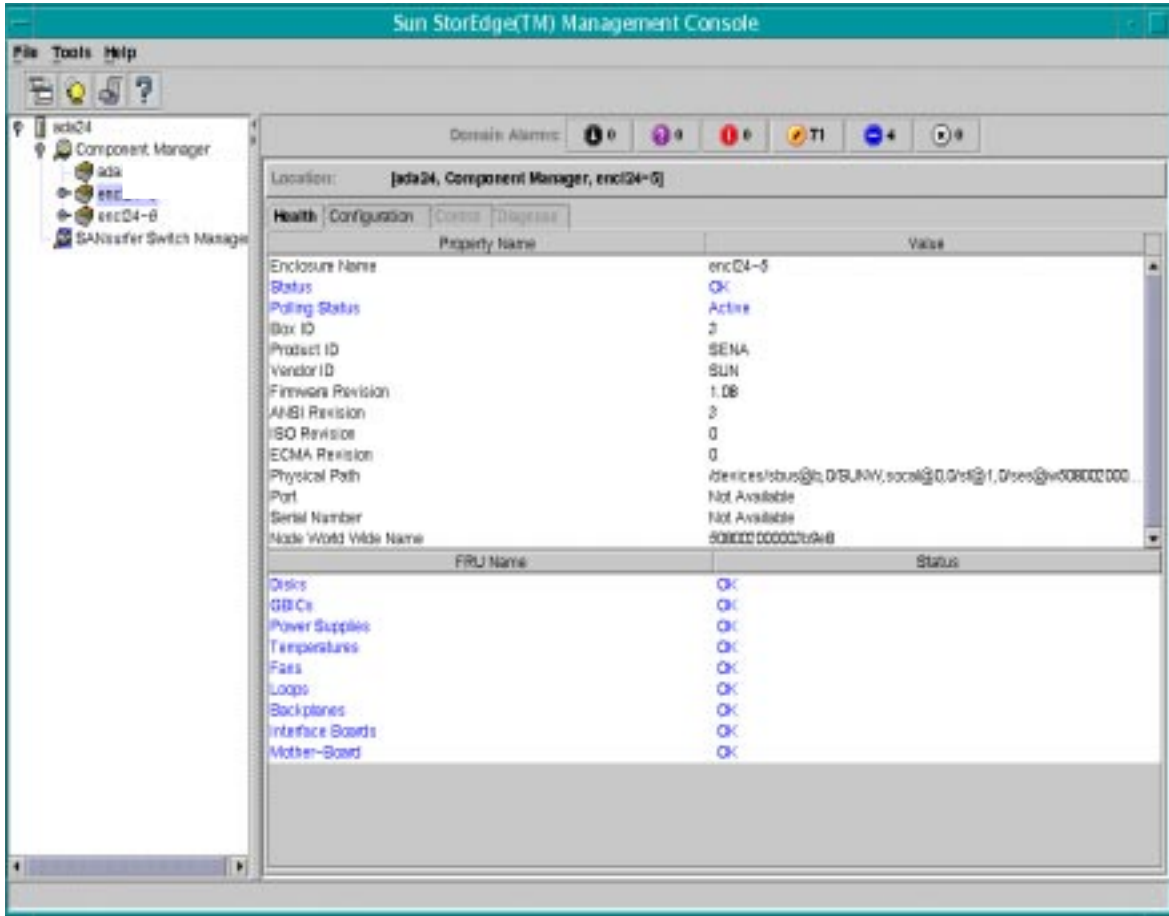 Sun StorEdge(TM) Management Console
File Tools Help
ada24
Component Manager
ada
encl24-6
SANsurfer Switch Manager
Domain Alarms: 0 0 0 71 4 0
Location: [ada24, Component Manager, encl24-5]
Health Configuration Control Diagnose
Property Name Value
Enclosure Name encl24-5
Status OK
Polling Status Active
Box ID
Product ID SENA
Vendor ID SUN
Firmware Revision 1.08
ANSI Revision
ISO Revision 0
ECMA Revision 0
Physical Path
Port Not Available
Serial Number Not Available
Node World Wide Name
FRU Name Status
Disks OK
GBICs OK
Power Supplies OK
Temperatures OK
Fans OK
Loops OK
Backplanes OK
Interface Boards OK
Mother-Board OK